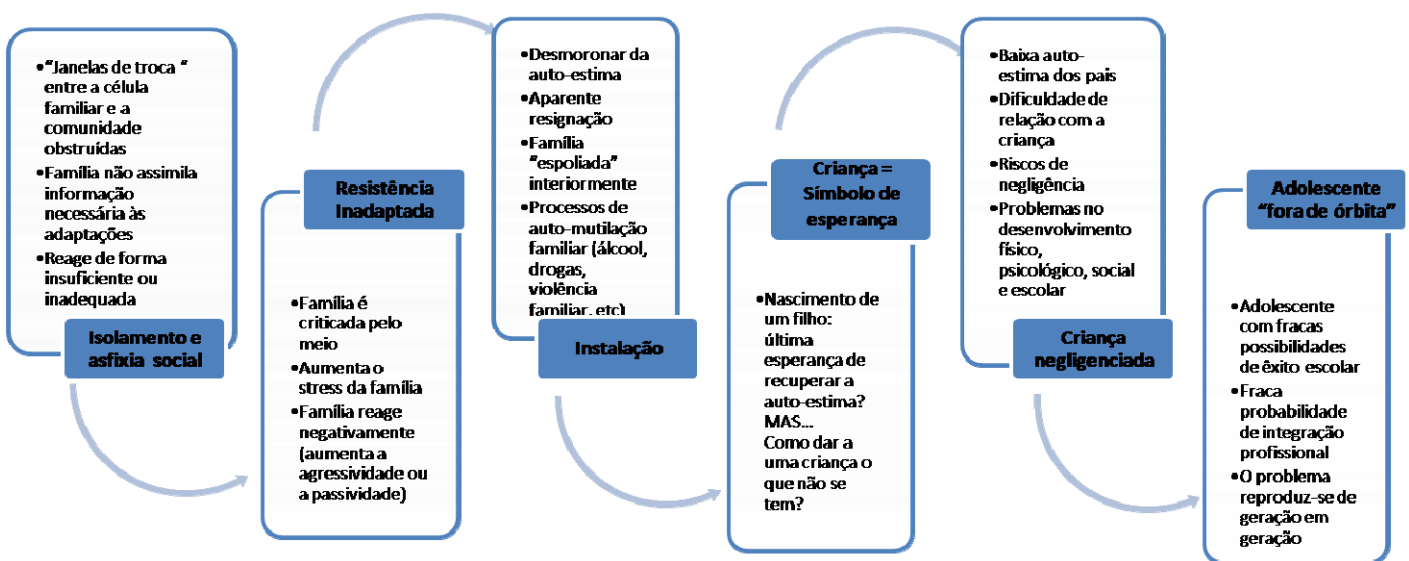 •“Janelas de troca “
entre a célula
familiar e a
comunidade
obstruídas
•Família não assimila
informação
necessária às
adaptações
•Reage de forma
insuficiente ou
inadequada
Isolamento e
asfixia social
Resistência
Inadaptada
•Família é
criticada pelo
meio
•Aumenta o
stress da família
•Família reage
negativamente
(aumenta a
agressividade ou
a passividade)
•Desmoronar da
auto-estima
•Aparente
resignação
•Família
“espoliada”
interiormente
•Processos de
auto-mutilação
familiar (álcool,
drogas,
violência
familiar, etc)
Instalação
Criança =
Símbolo de
esperança
•Nascimento de
um filho:
última
esperança de
recuperar a
auto-estima?
MAS...
Como dar a
uma criança o
que não se
tem?
•Baixa auto-
estima dos pais
•Dificuldade de
relação com a
criança
•Riscos de
negligência
•Problemas no
desenvolvimento
físico,
psicológico, social
e escolar
Criança
negligenciada
Adolescente
“fora de órbita”
•Adolescente
com fracas
possibilidades
de êxito escolar
•Fraca
probabilidade
de integração
profissional
•O problema
reproduz-se de
geração em
geração